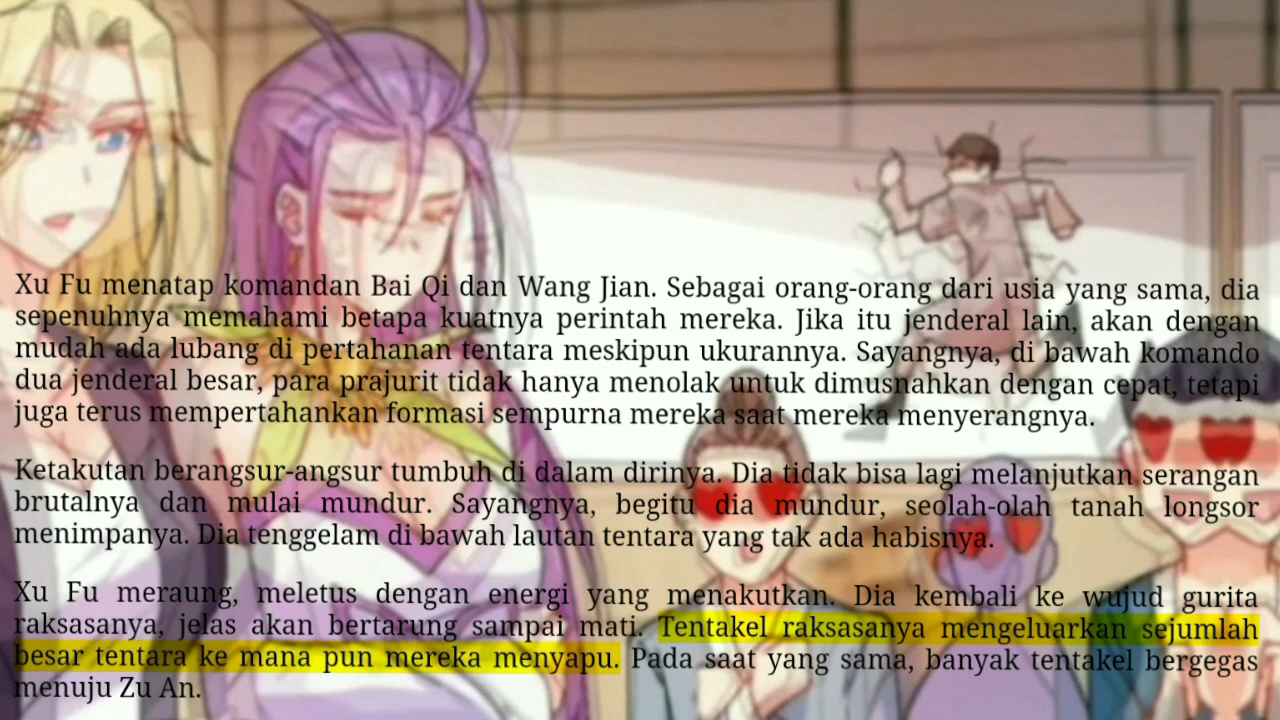 Xu Fu menatap komandan Bai Qi dan Wang Jian. Sebagai orang-orang dari usia yang sama, dia
sepenuhnya memahami betapa kuatnya perintah mereka. Jika itu jenderal lain, akan dengan
mudah ada lubang di pertahanan tentara meskipun ukurannya. Sayangnya, di bawah komando
dua jenderal besar, para prajurit tidak hanya menolak untuk dimusnahkan dengan cepat, tetapi
juga terus mempertahankan formasi sempurna mereka saat mereka menyerangnya.
Ketakutan berangsur-angsur tumbuh di dalam dirinya. Dia tidak bisa lagi melanjutkan serangan
brutalnya dan mulai mundur. Sayangnya, begitu dia mundur, seolah-olah tanah longsor
menimpanya. Dia tenggelam di bawah lautan tentara yang tak ada habisnya.
Xu Fu meraung, meletus dengan energi yang menakutkan. Dia kembali ke wujud gurita
raksasanya, jelas akan bertarung sampai mati. Tentakel raksasanya mengeluarkan sejumlah
besar tentara ke mana pun mereka menyapu. Pada saat yang sama, banyak tentakel bergegas
menuju Zu An.